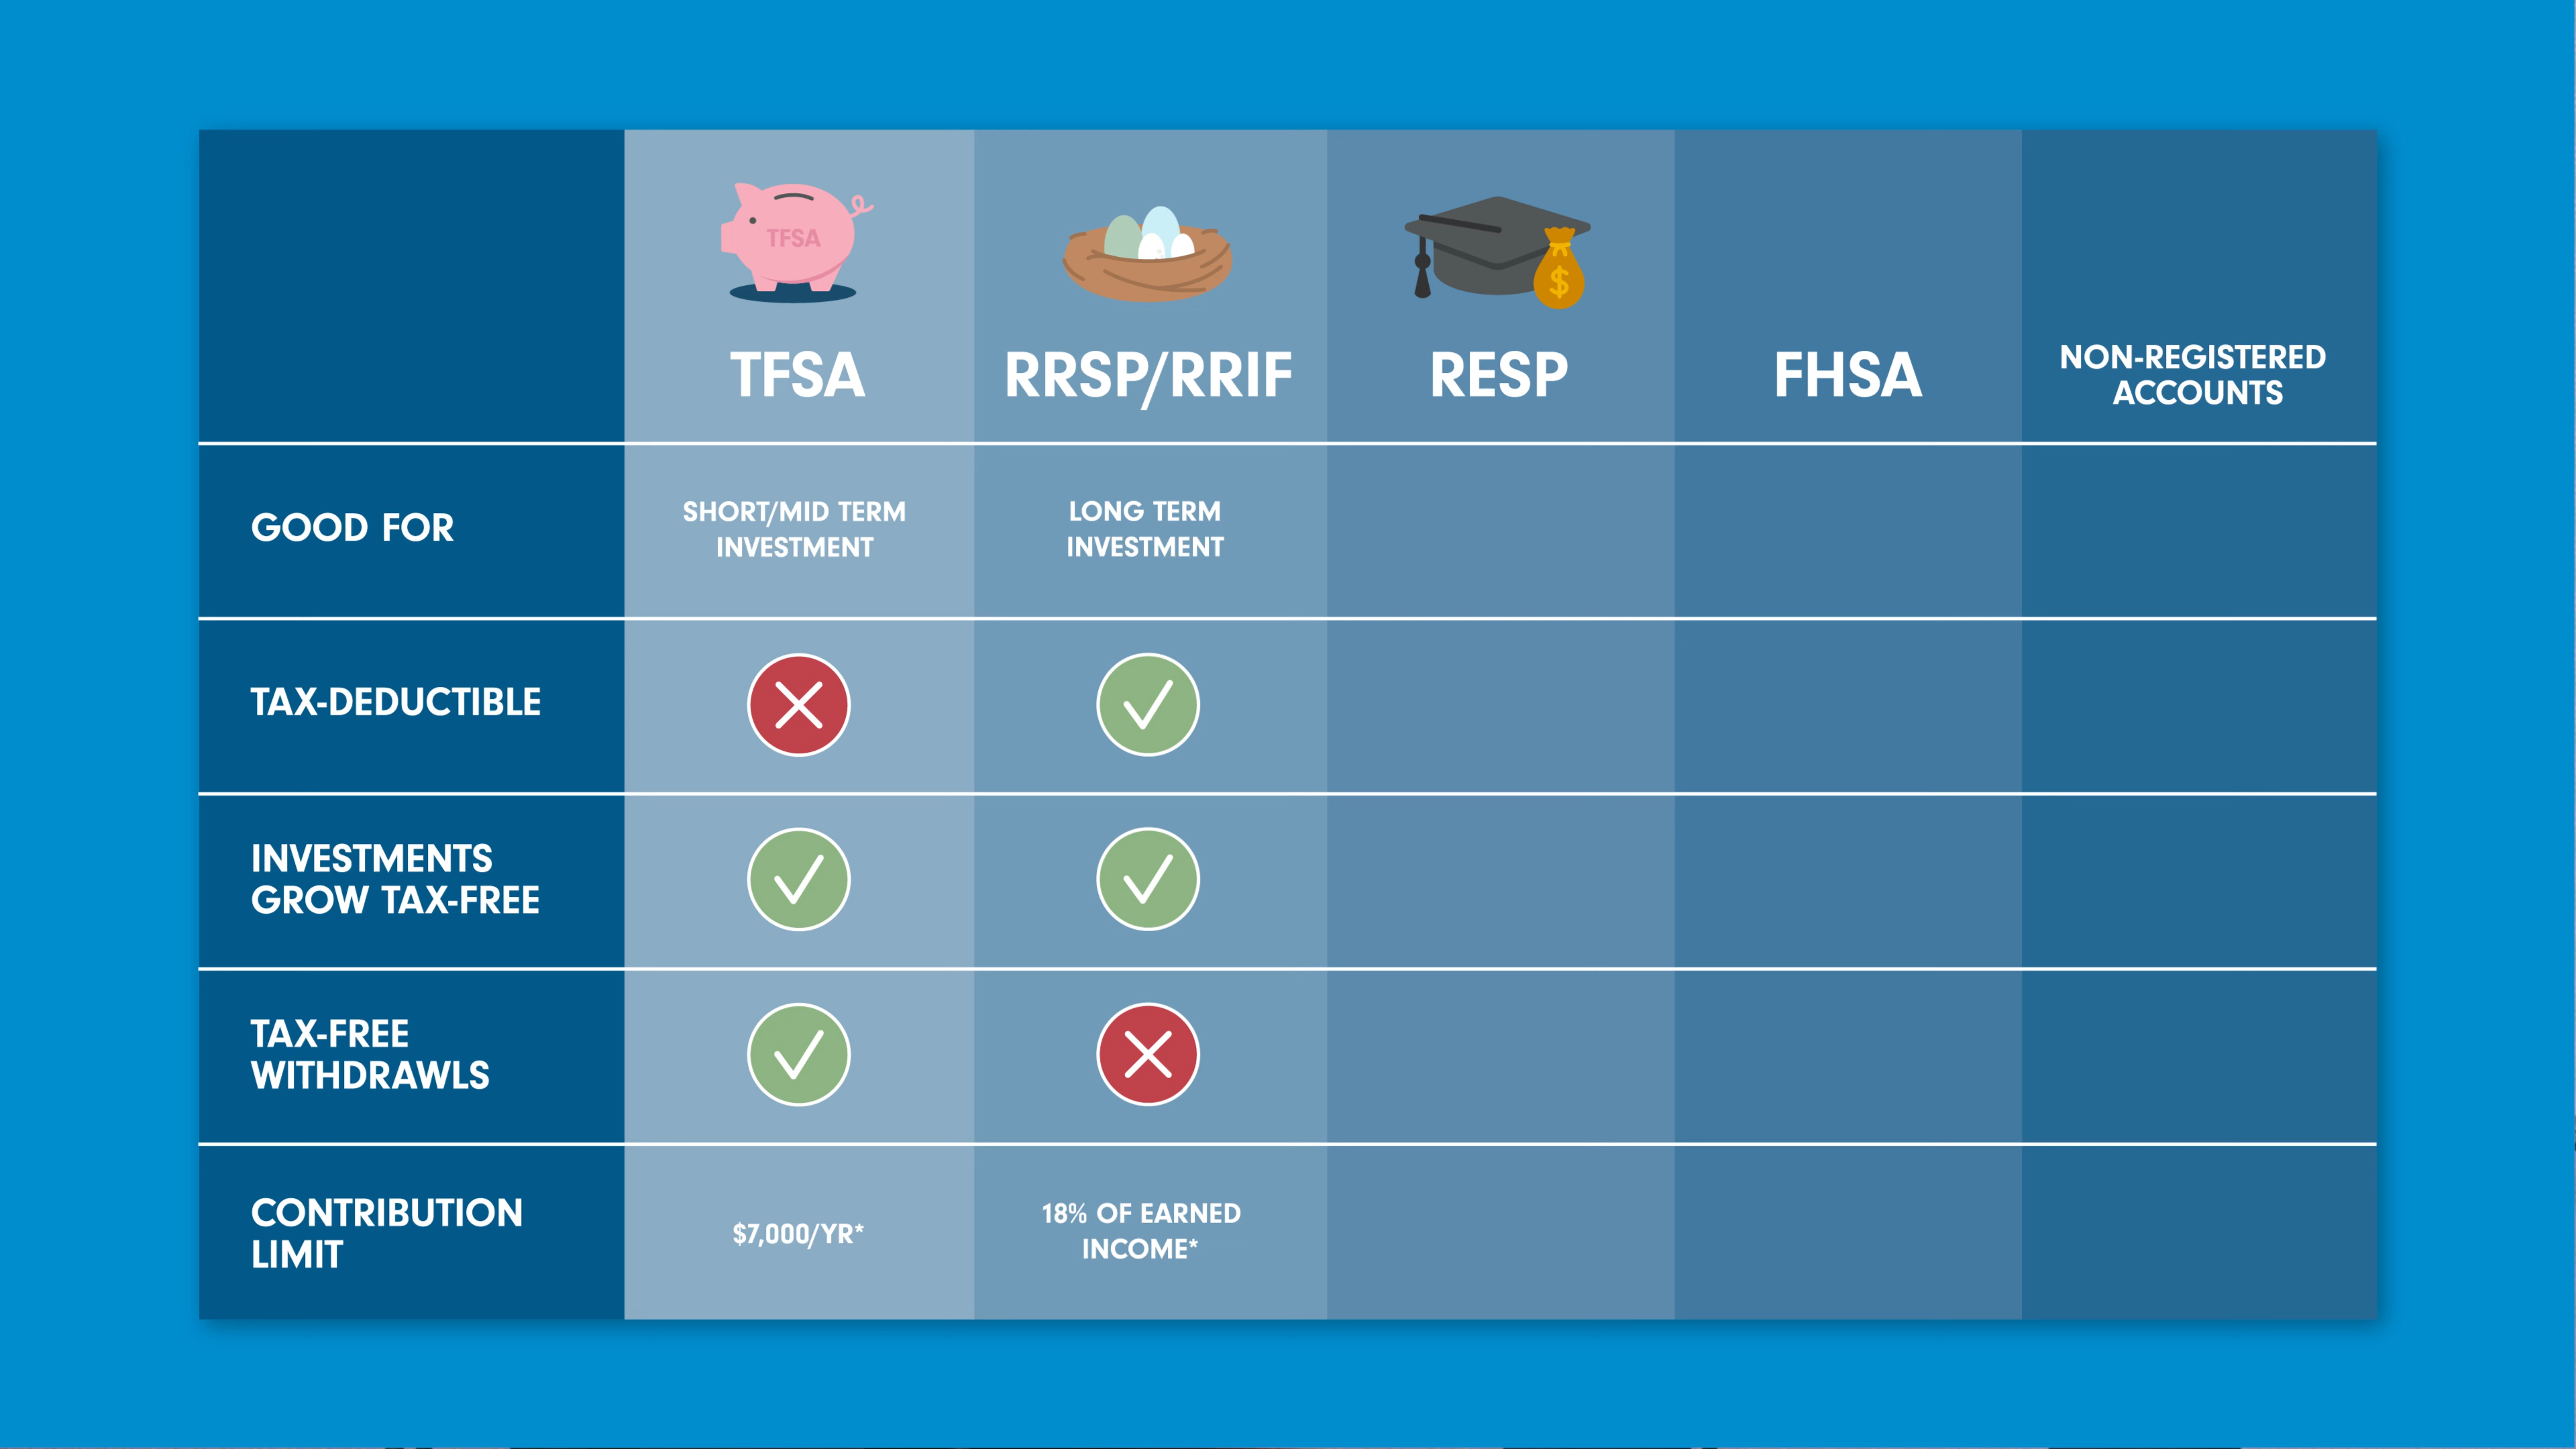 TFSA
$
TFSA
RRSP/RRIF
RESP
FHSA
NON-REGISTERED
ACCOUNTS
GOOD FOR
SHORT/MID TERM
INVESTMENT
LONG TERM
INVESTMENT
TAX-DEDUCTIBLE
INVESTMENTS
GROW TAX-FREE
TAX-FREE
WITHDRAWLS
CONTRIBUTION
LIMIT
$7,000/YR*
18% OF EARNED
INCOME*